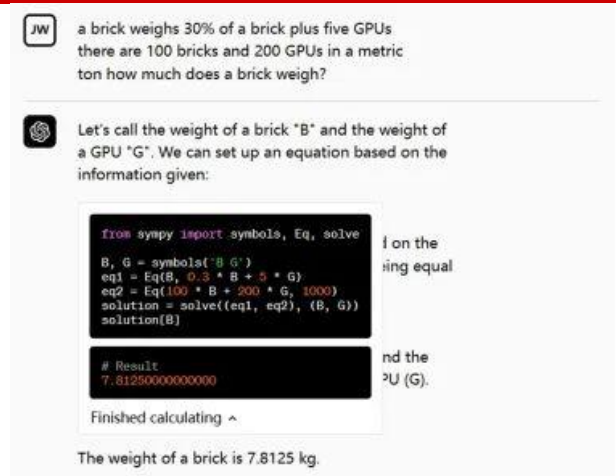 JW
a brick weighs 30% of a brick plus five GPUs
there are 100 bricks and 200 GPUs in a metric
ton how much does a brick weigh?
Let's call the weight of a brick "B" and the weight of
a GPU "G". We can set up an equation based on the
information given:
from sympy import symbols, Eq, solve
B, G = symbols('B G')
eq1 = Eq(B, 0.3 * B + 5 * G)
eq2 = Eq(100 * B + 200 * G, 1000)
solution = solve((eq1, eq2), (B, G))
solution[B]
d on the
eing equal
# Result
7.81250000000000
nd the
PU (G).
Finished calculating ^
The weight of a brick is 7.8125 kg.